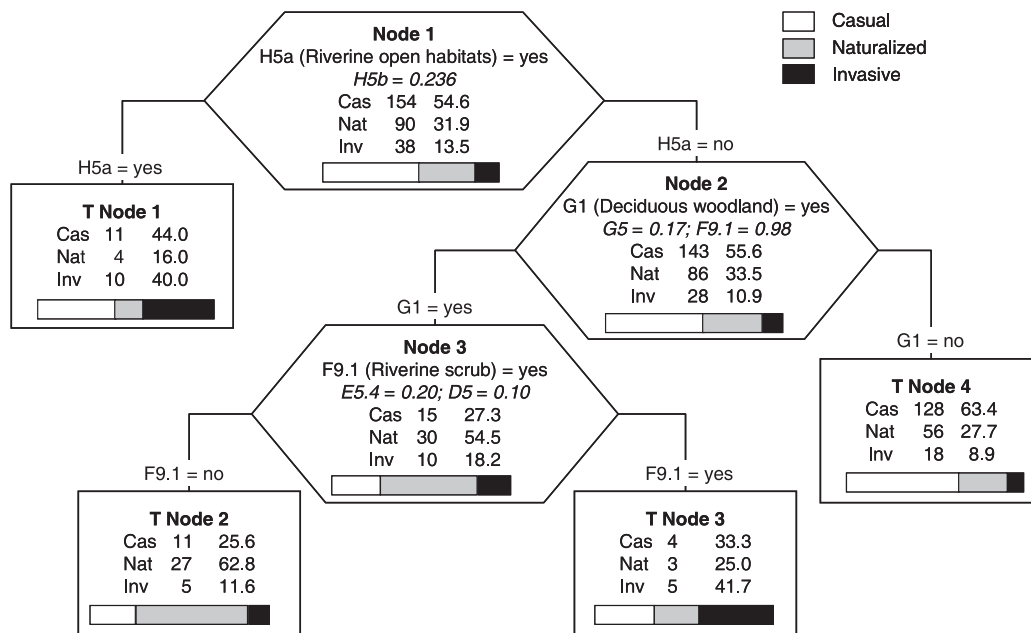 Casual
Naturalized
Invasive
Node 1
H5a (Riverine open habitats) = yes
H5b = 0.236
Cas 154 54.6
Nat 90 31.9
Inv 38 13.5
H5a = yes
H5a = no
T Node 1
Cas 11 44.0
Nat 4 16.0
Inv 10 40.0
Node 2
G1 (Deciduous woodland) = yes
G5 = 0.17; F9.1 = 0.98
Cas 143 55.6
Nat 86 33.5
Inv 28 10.9
G1 = yes
G1 = no
Node 3
F9.1 (Riverine scrub) = yes
E5.4 = 0.20; D5 = 0.10
Cas 15 27.3
Nat 30 54.5
Inv 10 18.2
T Node 4
Cas 128 63.4
Nat 56 27.7
Inv 18 8.9
F9.1 = no
F9.1 = yes
T Node 2
Cas 11 25.6
Nat 27 62.8
Inv 5 11.6
T Node 3
Cas 4 33.3
Nat 3 25.0
Inv 5 41.7